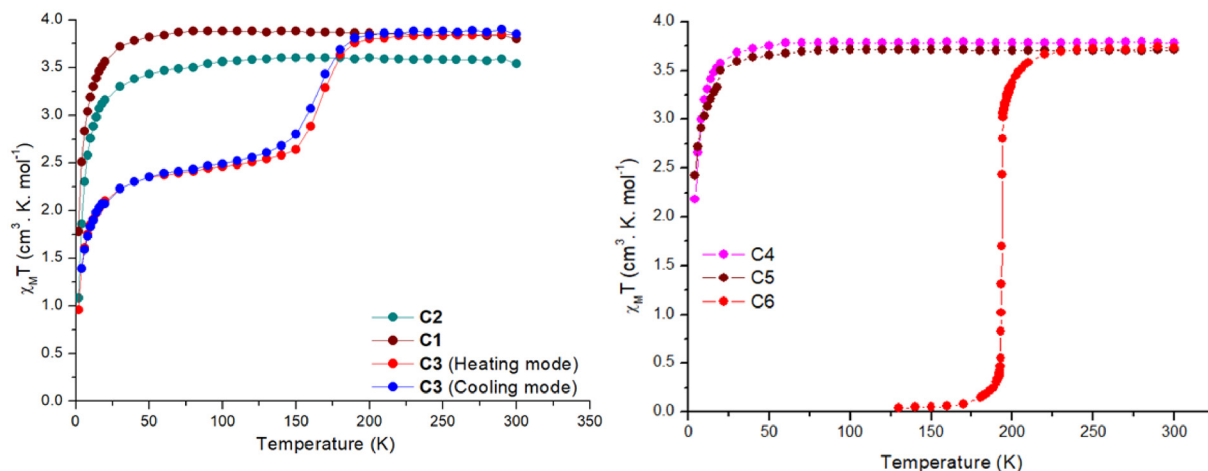 4.0
3.5
3.0
2.5
2.0
1.5
1.0
0.5
0.0
χMT (cm³. K. mol⁻¹)
C2
C1
C3 (Heating mode)
C3 (Cooling mode)
0 50 100 150 200 250 300 350
Temperature (K)
4.0
3.5
3.0
2.5
2.0
1.5
1.0
0.5
0.0
χMT (cm³. K. mol⁻¹)
C4
C5
C6
0 50 100 150 200 250 300
Temperature (K)